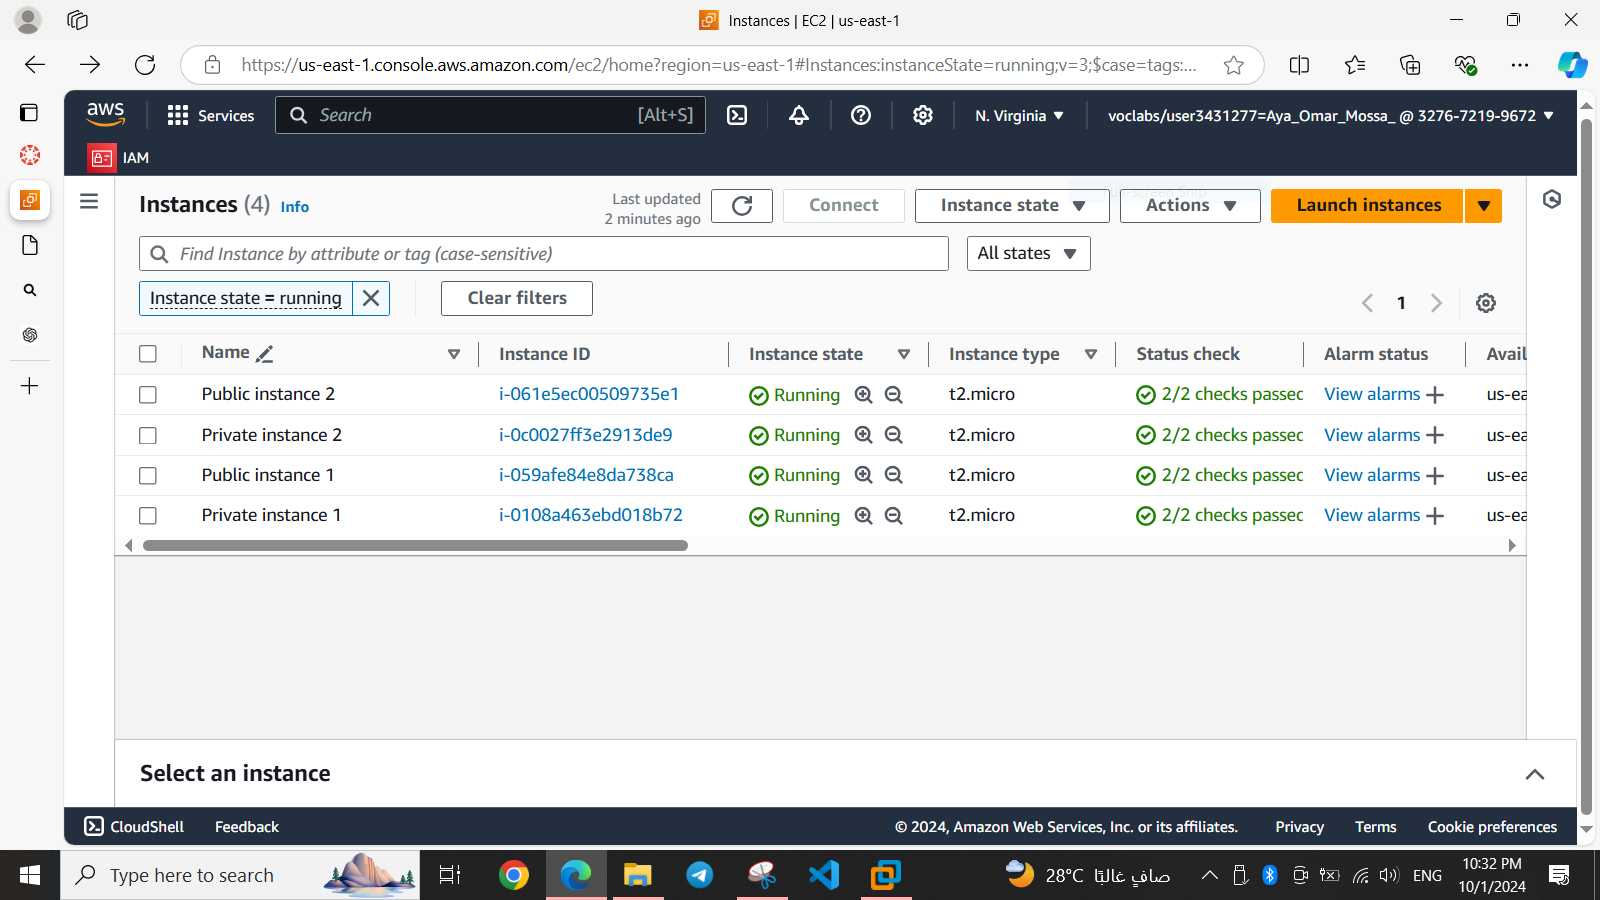 Instances | EC2 | us-east-1
https://us-east-1.console.aws.amazon.com/ec2/home?region=us-east-1#Instances:instanceState=running;v=3;$case=tags:...
aws
Services
Search
[Alt+S]
N. Virginia
voclabs/user3431277=Aya_Omar_Mossa_ @ 3276-7219-9672
IAM
Instances (4) Info
Last updated
2 minutes ago
Connect
Instance state
Actions
Launch instances
Find Instance by attribute or tag (case-sensitive)
All states
Instance state = running
Clear filters
1
Name Instance ID Instance state Instance type Status check Alarm status Avail
Public instance 2 i-061e5ec00509735e1 Running t2.micro 2/2 checks passec View alarms us-ea
Private instance 2 i-0c0027ff3e2913de9 Running t2.micro 2/2 checks passec View alarms us-ea
Public instance 1 i-059afe84e8da738ca Running t2.micro 2/2 checks passec View alarms us-ea
Private instance 1 i-0108a463ebd018b72 Running t2.micro 2/2 checks passec View alarms us-ea
Select an instance
CloudShell Feedback © 2024, Amazon Web Services, Inc. or its affiliates. Privacy Terms Cookie preferences
Type here to search
28°C صافٍ غالبًا
ENG
10:32 PM
10/1/2024